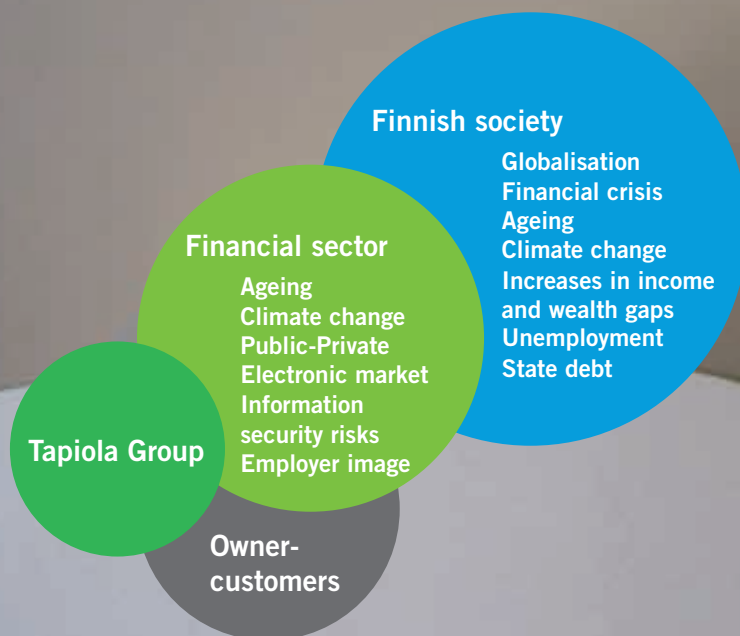 Finnish society
Globalisation
Financial crisis
Ageing
Climate change
Increases in income
and wealth gaps
Unemployment
State debt
Financial sector
Ageing
Climate change
Public-Private
Electronic market
Information
security risks
Employer image
Tapiola Group
Owner-
customers